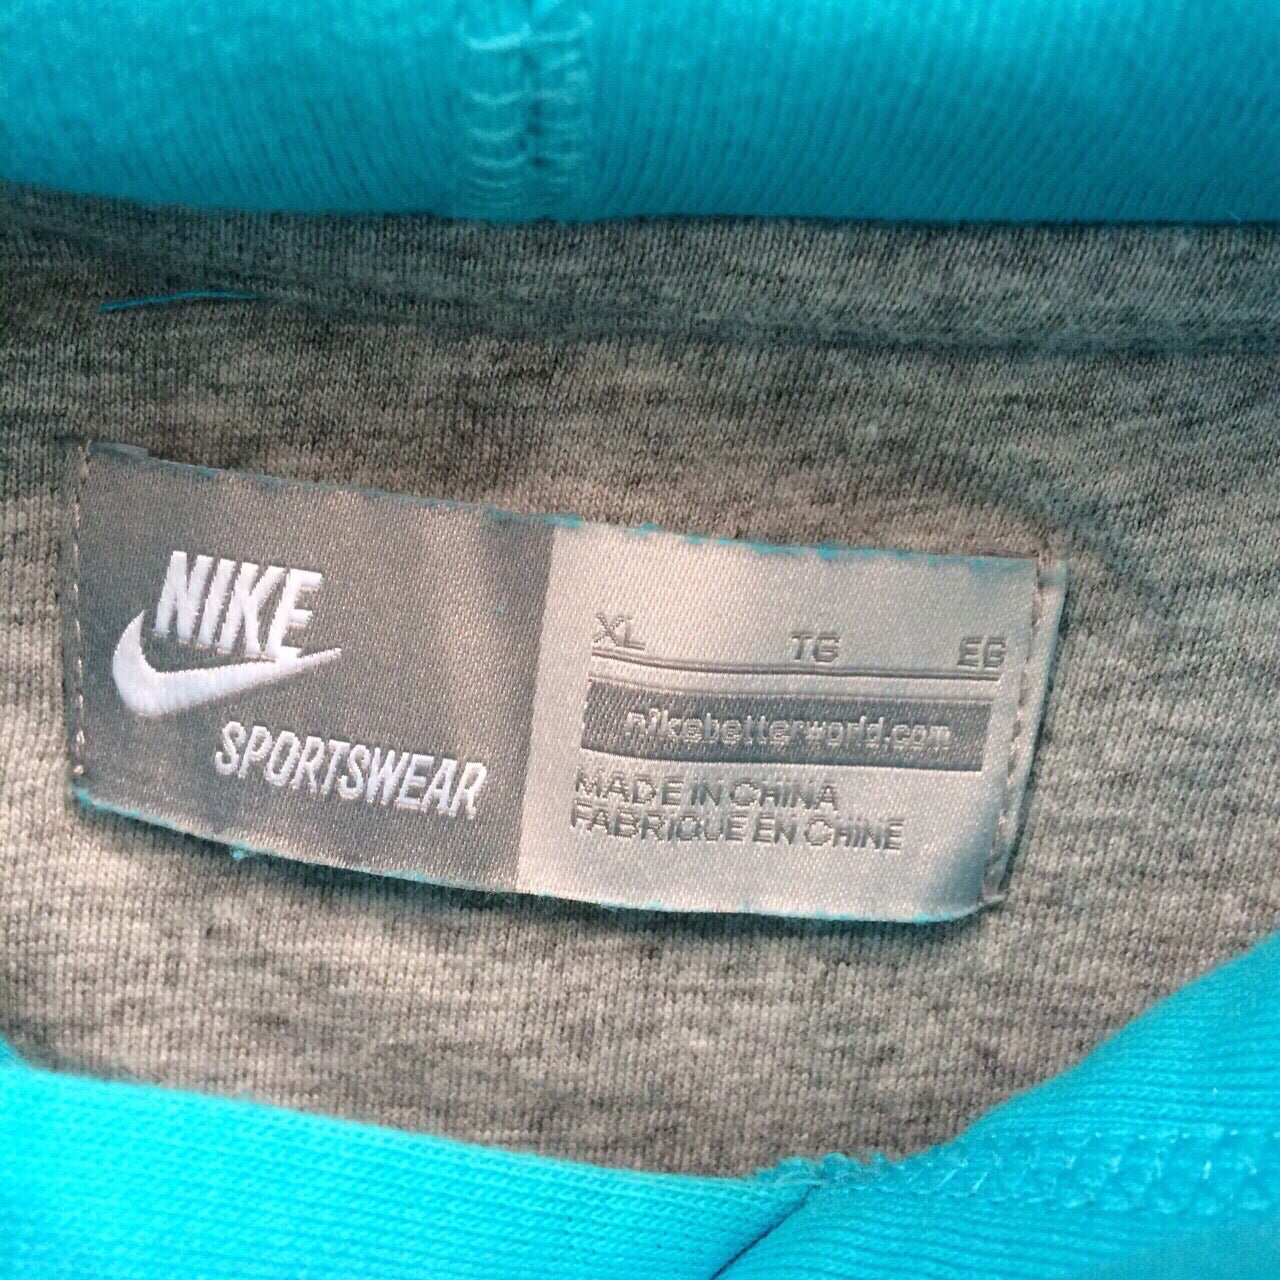 NIKE
SPORTSWEAR
XL TG EG
nikebetterworld.com
MADE IN CHINA
FABRIQUE EN CHINE